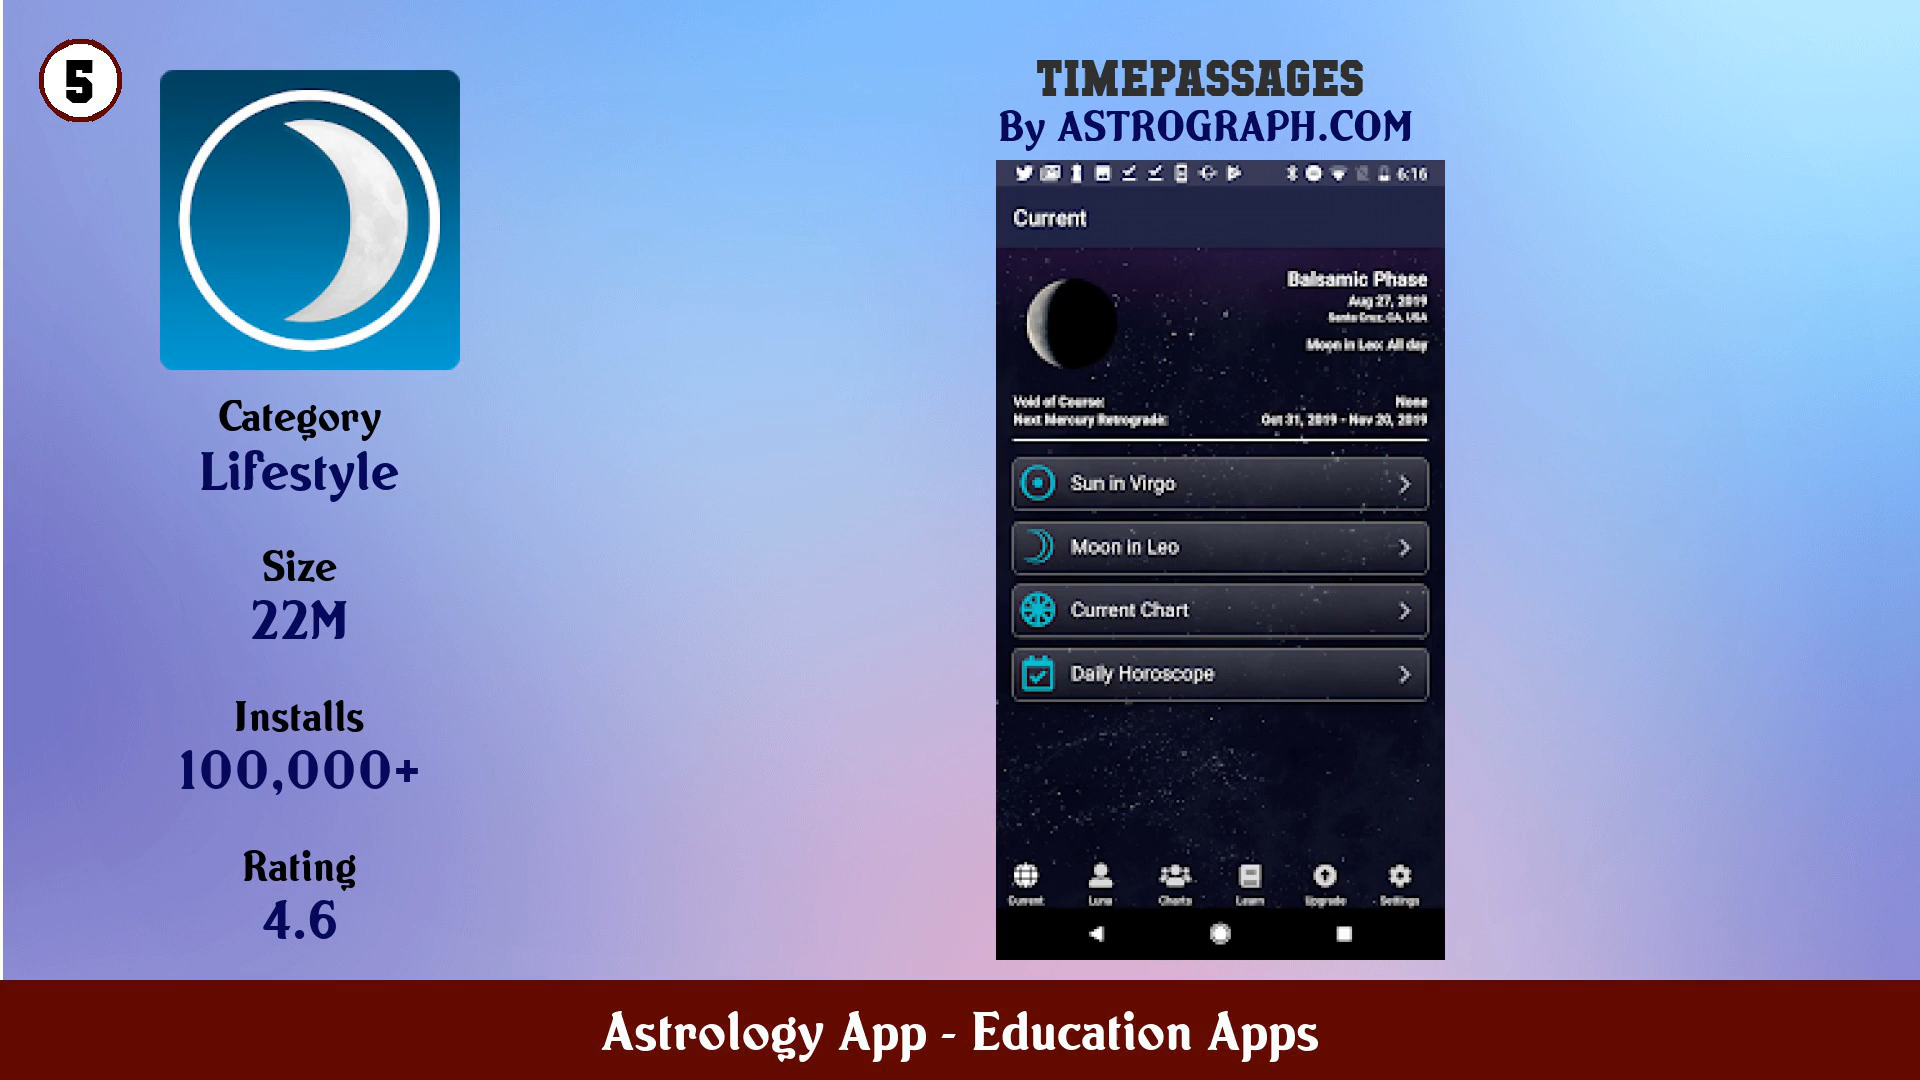 5
TIMEPASSAGES
By ASTROGRAPH.COM
Category
Lifestyle
Size
22M
Installs
100,000+
Rating
4.6
6:16
Current
Balsamic Phase
Aug 27, 2019
Santa Cruz, CA, USA
Moon in Leo: All day
Void of Course: None
Next Mercury Retrograde: Oct 31, 2019 - Nov 20, 2019
Sun in Virgo
Moon in Leo
Current Chart
Daily Horoscope
Current Luna Charts Learn Upgrade Settings
Astrology App - Education Apps